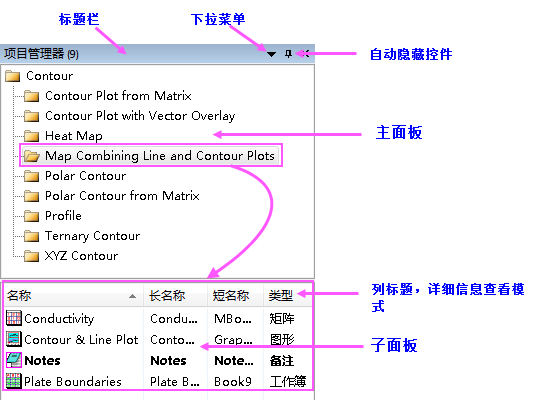 标题栏
下拉菜单
自动隐藏控件
项目管理器 (9)
Contour
Contour Plot from Matrix
Contour Plot with Vector Overlay
Heat Map
主面板
Map Combining Line and Contour Plots
Polar Contour
Polar Contour from Matrix
Profile
Ternary Contour
XYZ Contour
名称 长名称 短名称 类型
列标题，详细信息查看模
式
Conductivity Condu... MBo... 矩阵
Contour & Line Plot Conto... Grap... 图形
子面板
Notes Notes Note... 备注
Plate Boundaries Plate B... Book9 工作簿